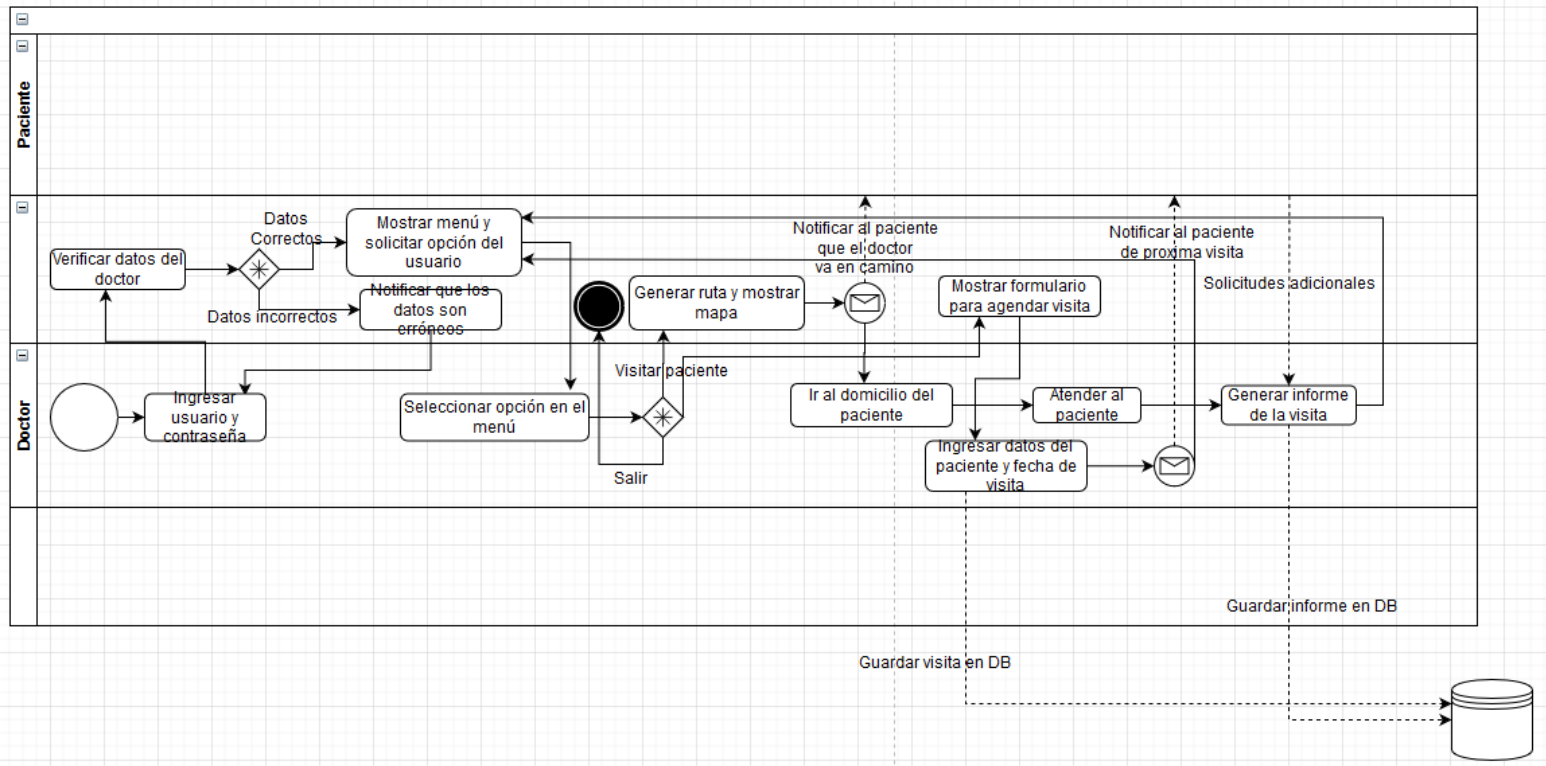 Paciente
Datos
Correctos
Verificar datos del
doctor
Mostrar menú y
solicitar opción del
usuario
Datos incorrectos
Notificar que los
datos son
erróneos
Generar ruta y mostrar
mapa
Notificar al paciente
que el doctor
va en camino
Mostrar formulario
para agendar visita
Notificar al paciente
de proxima visita
Solicitudes adicionales
Doctor
Ingresar
usuario y
contraseña
Seleccionar opción en el
menú
Visitar paciente
Salir
Ir al domicilio del
paciente
Atender al
paciente
Generar informe
de la visita
Ingresar datos del
paciente y fecha de
visita
Guardar informe en DB
Guardar visita en DB